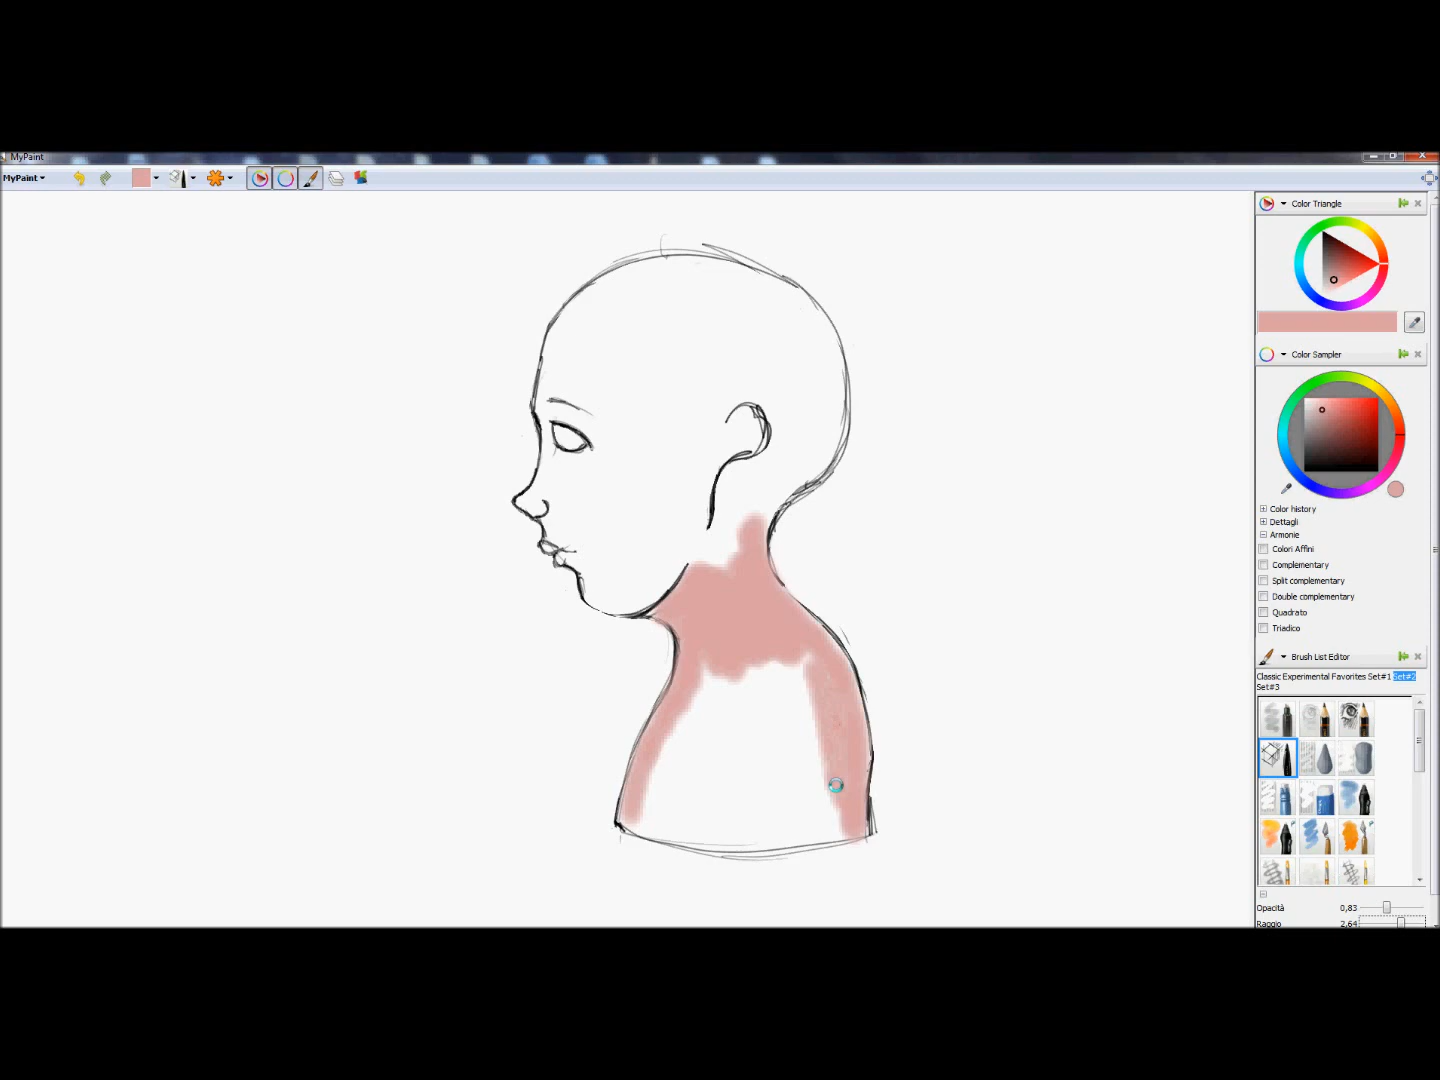 MyPaint
MyPaint
Color Triangle
Color Sampler
Color history
Dettagli
Armonie
Colori Affini
Complementary
Split complementary
Double complementary
Quadrato
Triadico
Brush List Editor
Classic Experimental Favorites Set#1 Set#2
Set#3
Opacità 0,83
Raggio 2,64